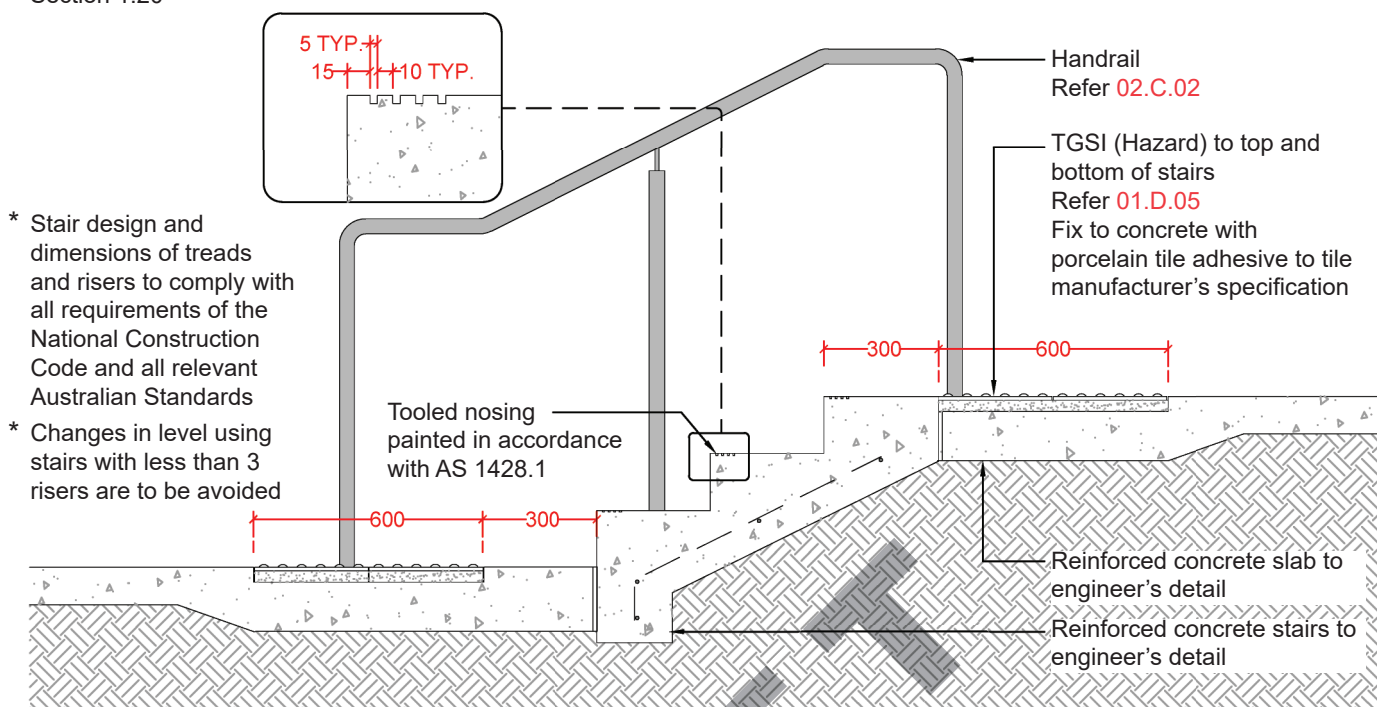 5 TYP.
15
10 TYP.
Handrail
Refer 02.C.02
TGSI (Hazard) to top and
bottom of stairs
Refer 01.D.05
Fix to concrete with
porcelain tile adhesive to tile
manufacturer's specification
* Stair design and
dimensions of treads
and risers to comply with
all requirements of the
National Construction
Code and all relevant
Australian Standards
* Changes in level using
stairs with less than 3
risers are to be avoided
300
600
Tooled nosing
painted in accordance
with AS 1428.1
600
300
Reinforced concrete slab to
engineer's detail
Reinforced concrete stairs to
engineer's detail